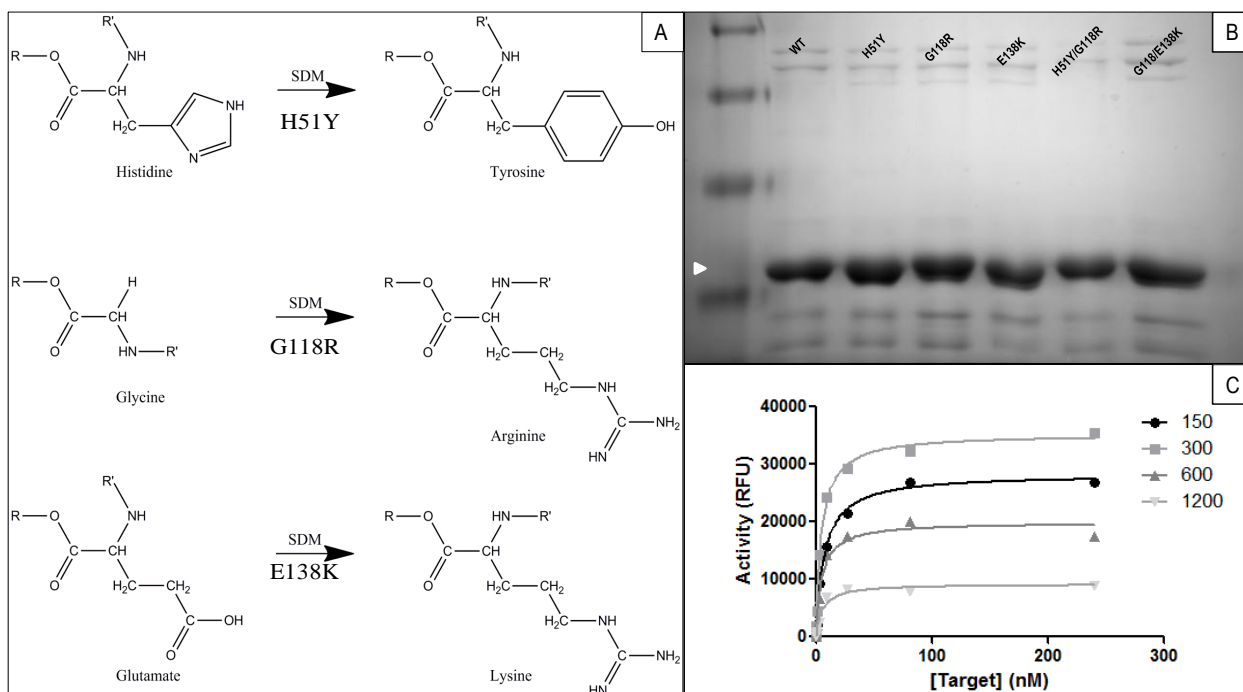 A
R'
R
O
NH
C
CH
O
H2C
NH
N
Histidine
SDM
H51Y
R'
R
O
NH
C
CH
O
H2C
OH
Tyrosine
H
R
O
C
CH
O
HN
R'
Glycine
SDM
G118R
R
O
HN
R'
C
CH
O
H2C
CH2
H2C
NH
C
NH2
HN
Arginine
R'
R
O
NH
C
CH
O
H2C
CH2
C
OH
O
Glutamate
SDM
E138K
R
O
HN
R'
C
CH
O
H2C
CH2
H2C
NH
C
NH2
HN
Lysine
B
WT
H51Y
G118R
E138K
H51Y/G118R
G118/E138K
C
40000
30000
20000
10000
0
Activity (RFU)
0 100 200 300
[Target] (nM)
150
300
600
1200